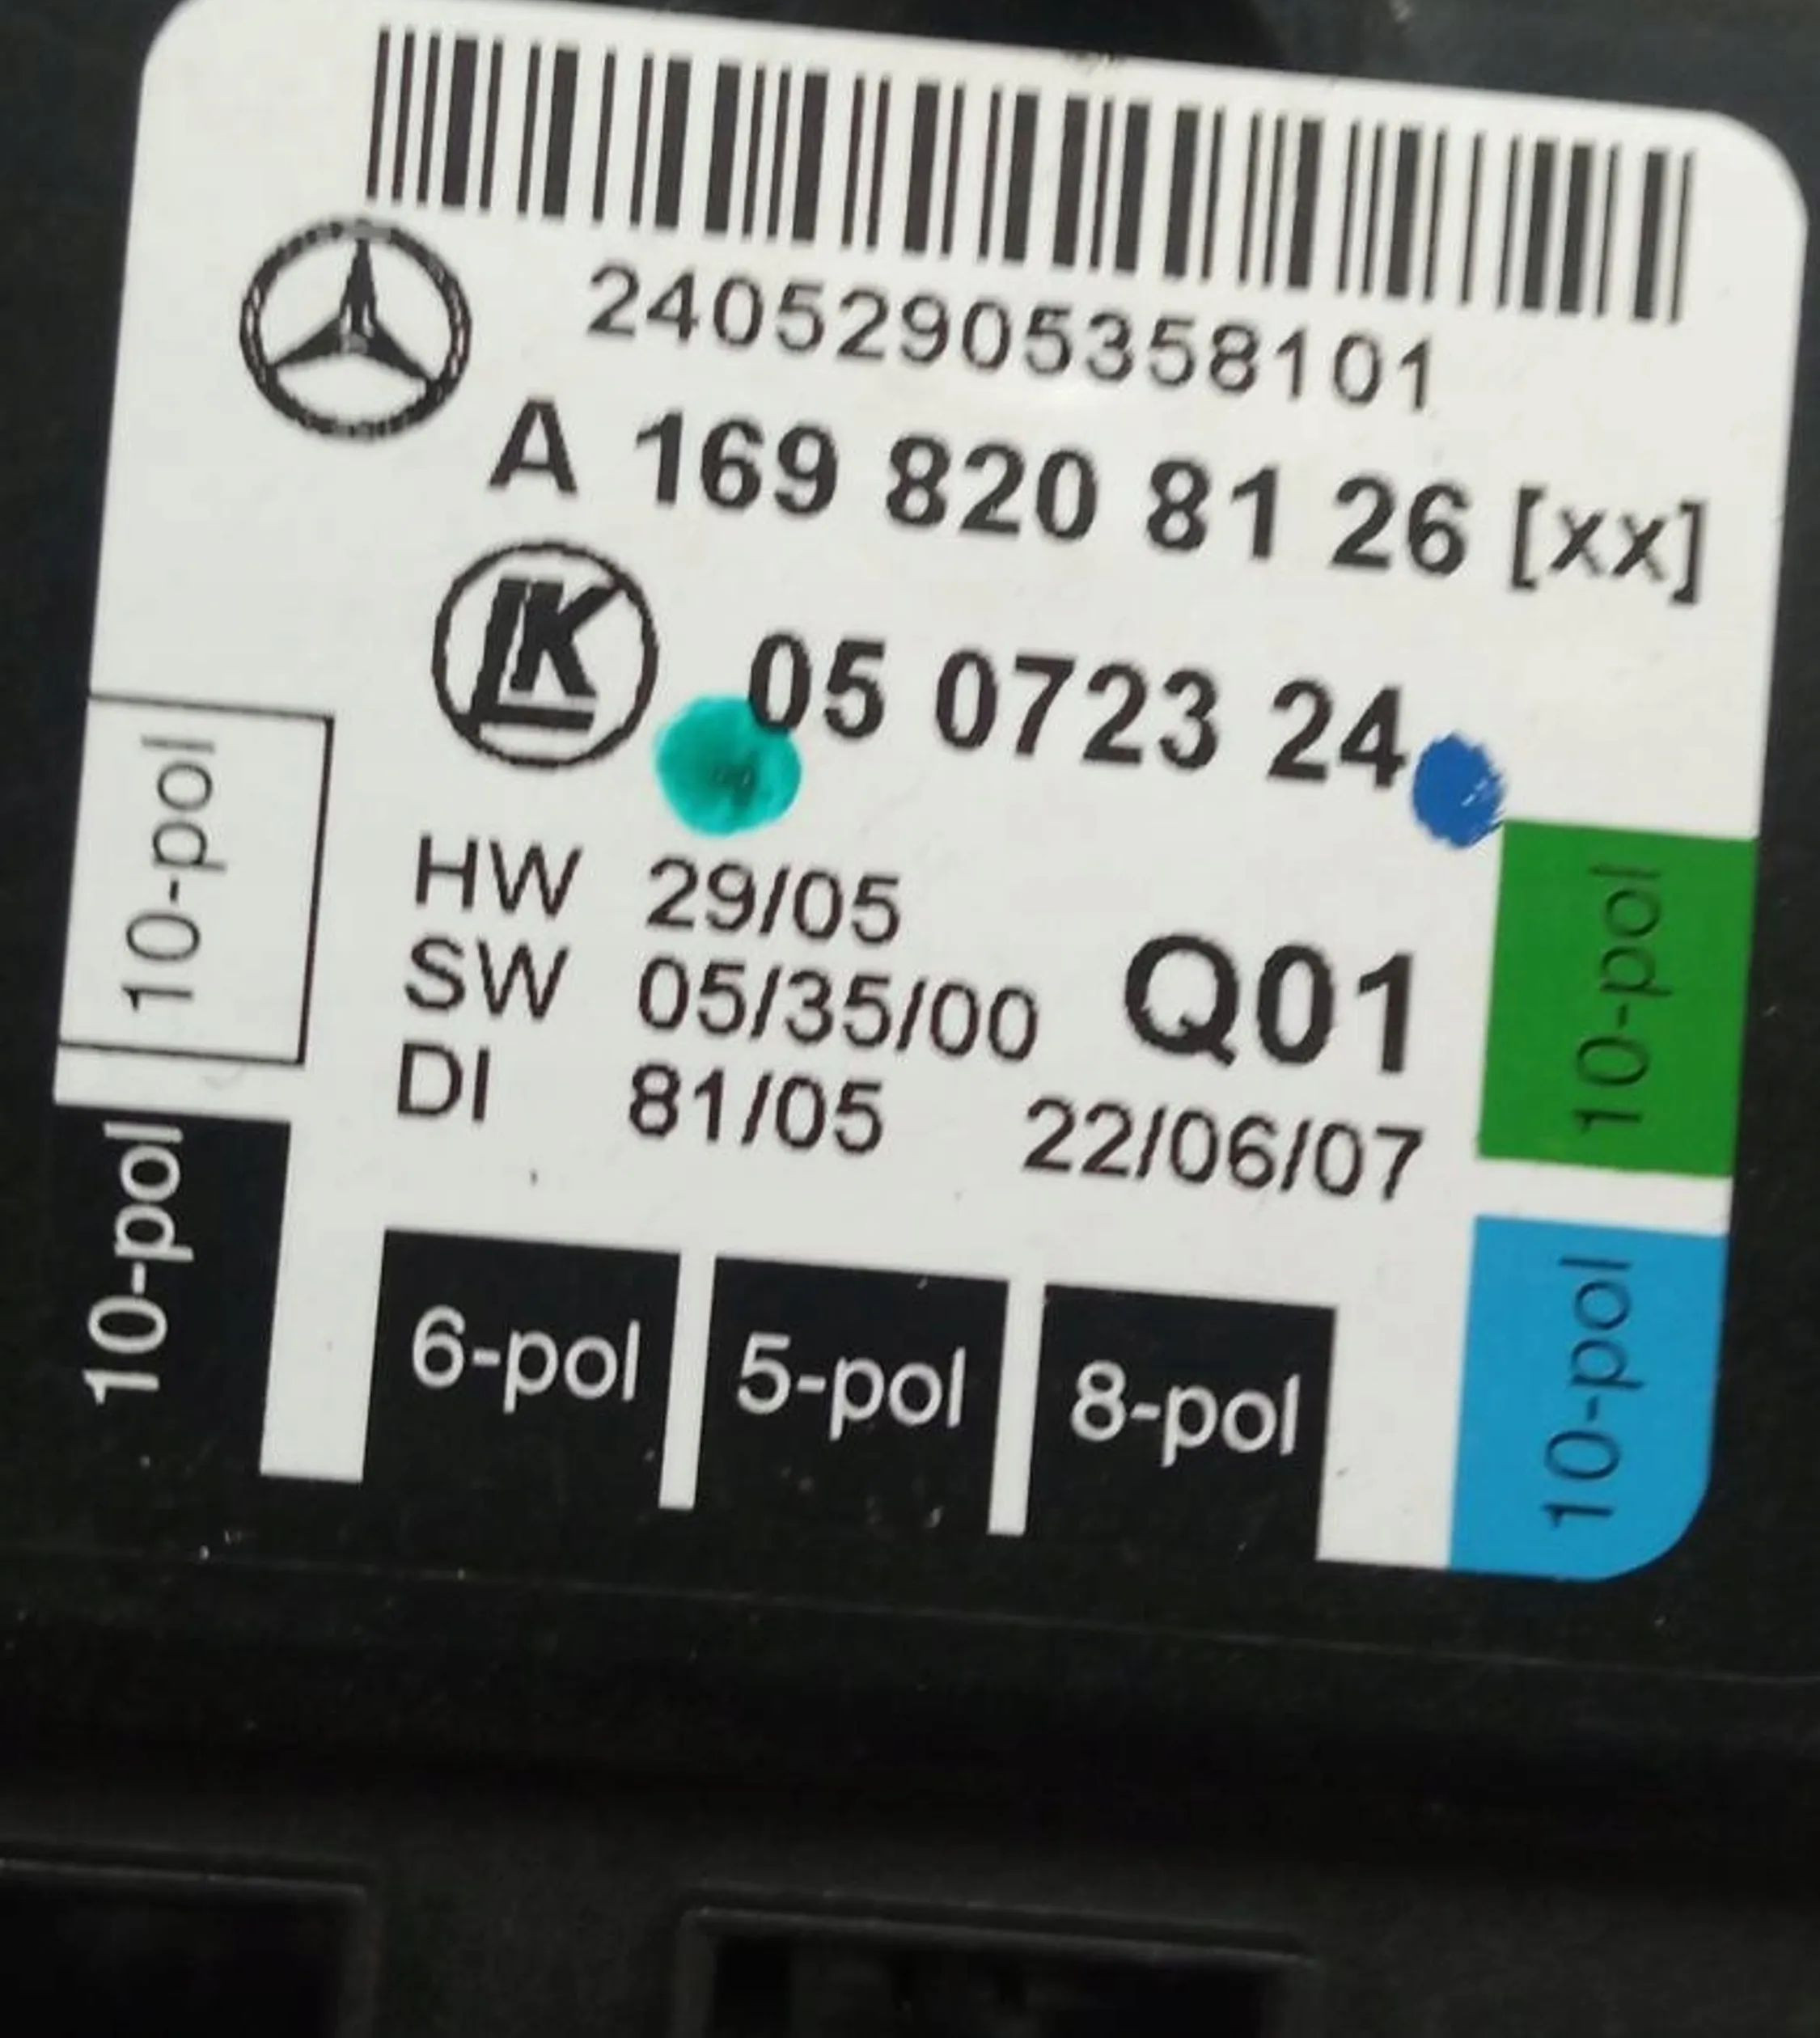 24052905358101
A 169 820 81 26 [xx]
LK
05 0723 24
HW 29/05
SW 05/35/00 Q01
DI 81/05 22/06/07
10-pol
10-pol
6-pol
5-pol
8-pol
10-pol
10-pol